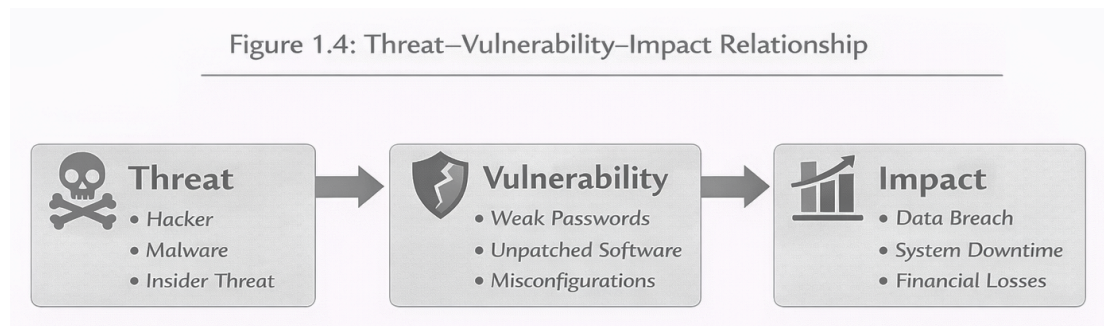 Figure 1.4: Threat–Vulnerability–Impact Relationship
Threat
• Hacker
• Malware
• Insider Threat
Vulnerability
• Weak Passwords
• Unpatched Software
• Misconfigurations
Impact
• Data Breach
• System Downtime
• Financial Losses